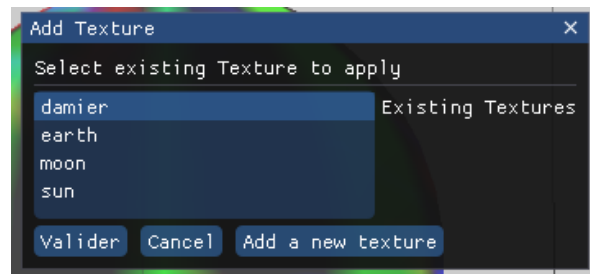 Add Texture
Select existing Texture to apply
damier Existing Textures
earth
moon
sun
Valider Cancel Add a new texture